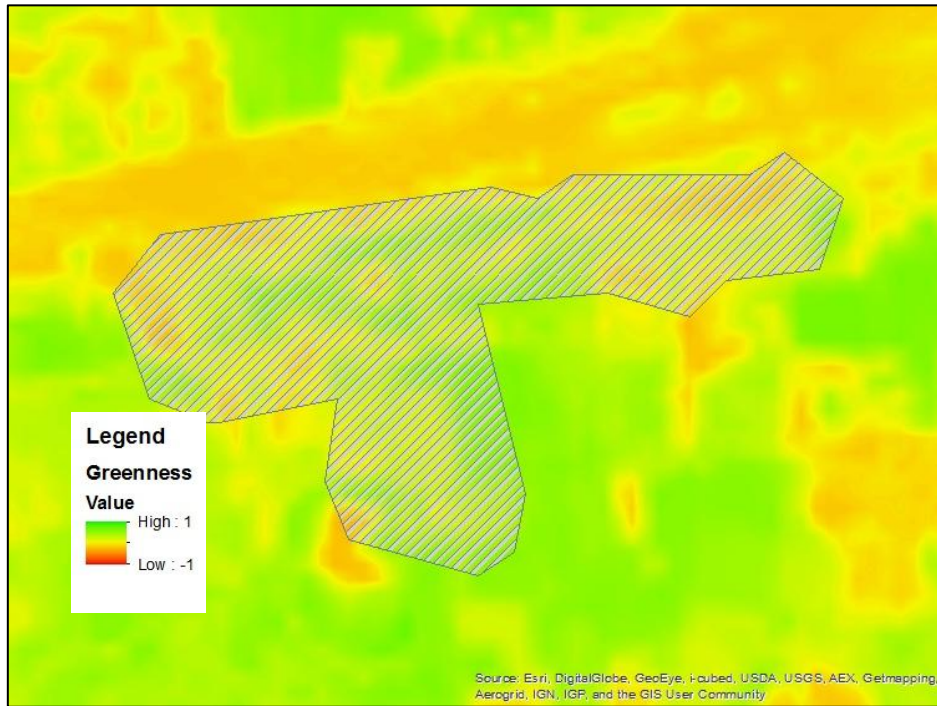 Legend
Greenness
Value
High : 1
Low : -1
Source: Esri, DigitalGlobe, GeoEye, i-cubed, USDA, USGS, AEX, Getmapping,
Aerogrid, IGN, IGP, and the GIS User Community